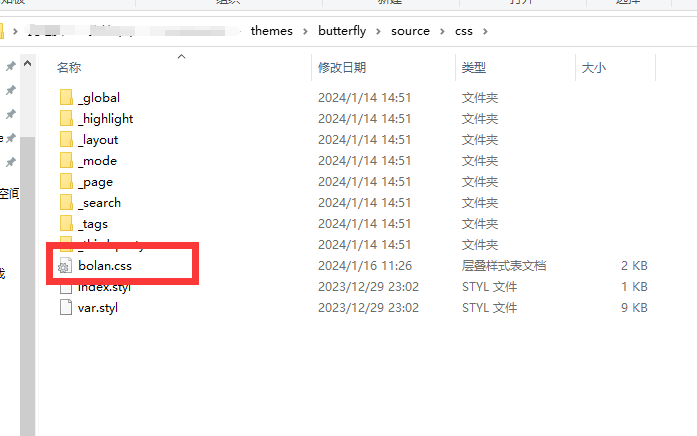 组织
themes > butterfly > source > css >
名称 修改日期 类型 大小
_global 2024/1/14 14:51 文件夹
_highlight 2024/1/14 14:51 文件夹
_layout 2024/1/14 14:51 文件夹
_mode 2024/1/14 14:51 文件夹
_page 2024/1/14 14:51 文件夹
空间
_search 2024/1/14 14:51 文件夹
_tags 2024/1/14 14:51 文件夹
2024/1/14 14:51 文件夹
bolan.css 2024/1/16 11:26 层叠样式表文档 2 KB
index.styl 2023/12/29 23:02 STYL 文件 1 KB
var.styl 2023/12/29 23:02 STYL 文件 9 KB